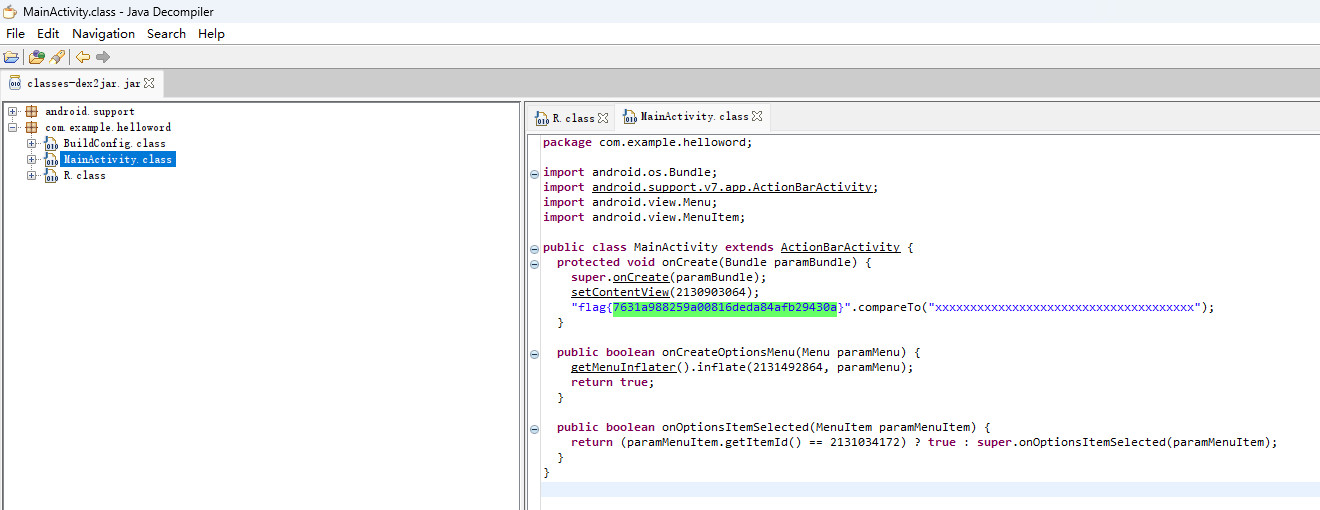 MainActivity.class - Java Decompiler
File Edit Navigation Search Help
classes-dex2jar.jar
android.support
com.example.helloword
BuildConfig.class
MainActivity.class
R.class
R.class MainActivity.class
package com.example.helloword;
import android.os.Bundle;
import android.support.v7.app.ActionBarActivity;
import android.view.Menu;
import android.view.MenuItem;
public class MainActivity extends ActionBarActivity {
protected void onCreate(Bundle paramBundle) {
super.onCreate(paramBundle);
setContentView(2130903064);
"flag{7631a988259a00816deda84afb29430a}".compareTo("xxxxxxxxxxxxxxxxxxxxxxxxxxxxxxxxxxxxx");
}
public boolean onCreateOptionsMenu(Menu paramMenu) {
getMenuInflater().inflate(2131492864, paramMenu);
return true;
}
public boolean onOptionsItemSelected(MenuItem paramMenuItem) {
return (paramMenuItem.getItemId() == 2131034172) ? true : super.onOptionsItemSelected(paramMenuItem);
}
}